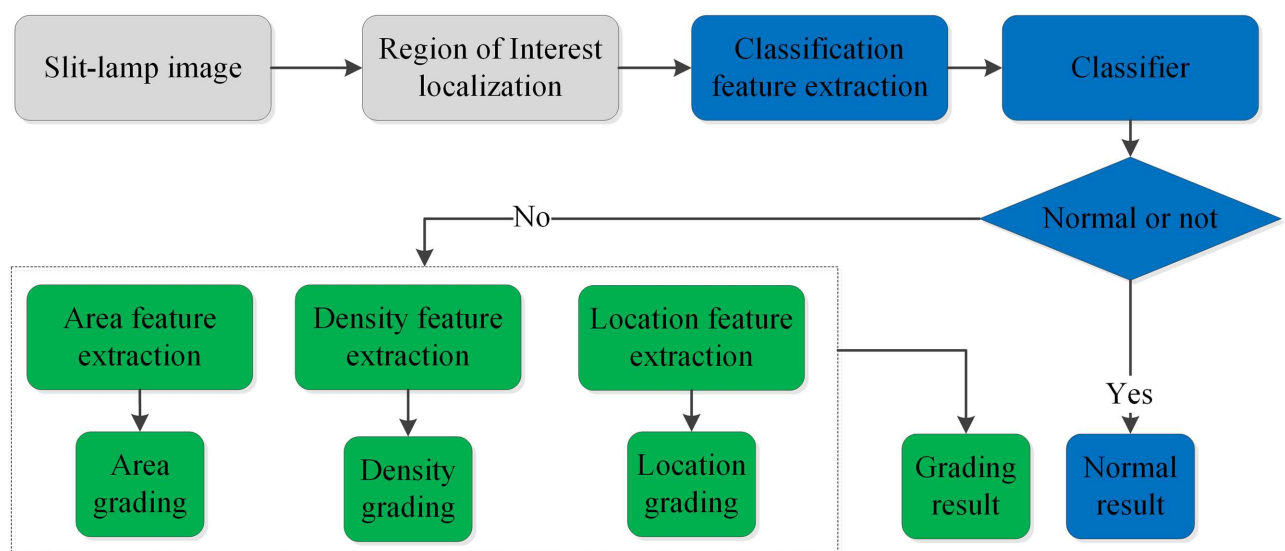 Slit-lamp image
Region of Interest
localization
Classification
feature extraction
Classifier
Normal or not
No
Yes
Area feature
extraction
Density feature
extraction
Location feature
extraction
Area
grading
Density
grading
Location
grading
Grading
result
Normal
result